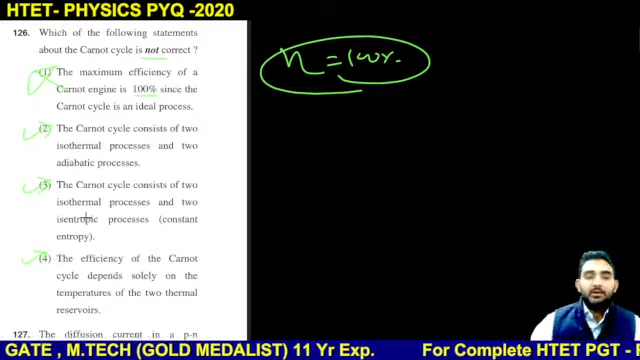 HTET- PHYSICS PYQ -2020
126. Which of the following statements
about the Carnot cycle is not correct ?
(1) The maximum efficiency of a
Carnot engine is 100% since
the Carnot cycle is an ideal process.
(2) The Carnot cycle consists of two
isothermal processes and two
adiabatic processes.
(3) The Carnot cycle consists of two
isothermal processes and two
isentropic processes (constant
entropy).
(4) The efficiency of the Carnot
cycle depends solely on the
temperatures of the two thermal
reservoirs.
127. The diffusion current in a p-n
η = 100%.
GATE , M.TECH (GOLD MEDALIST) 11 Yr Exp. For Complete HTET PGT -